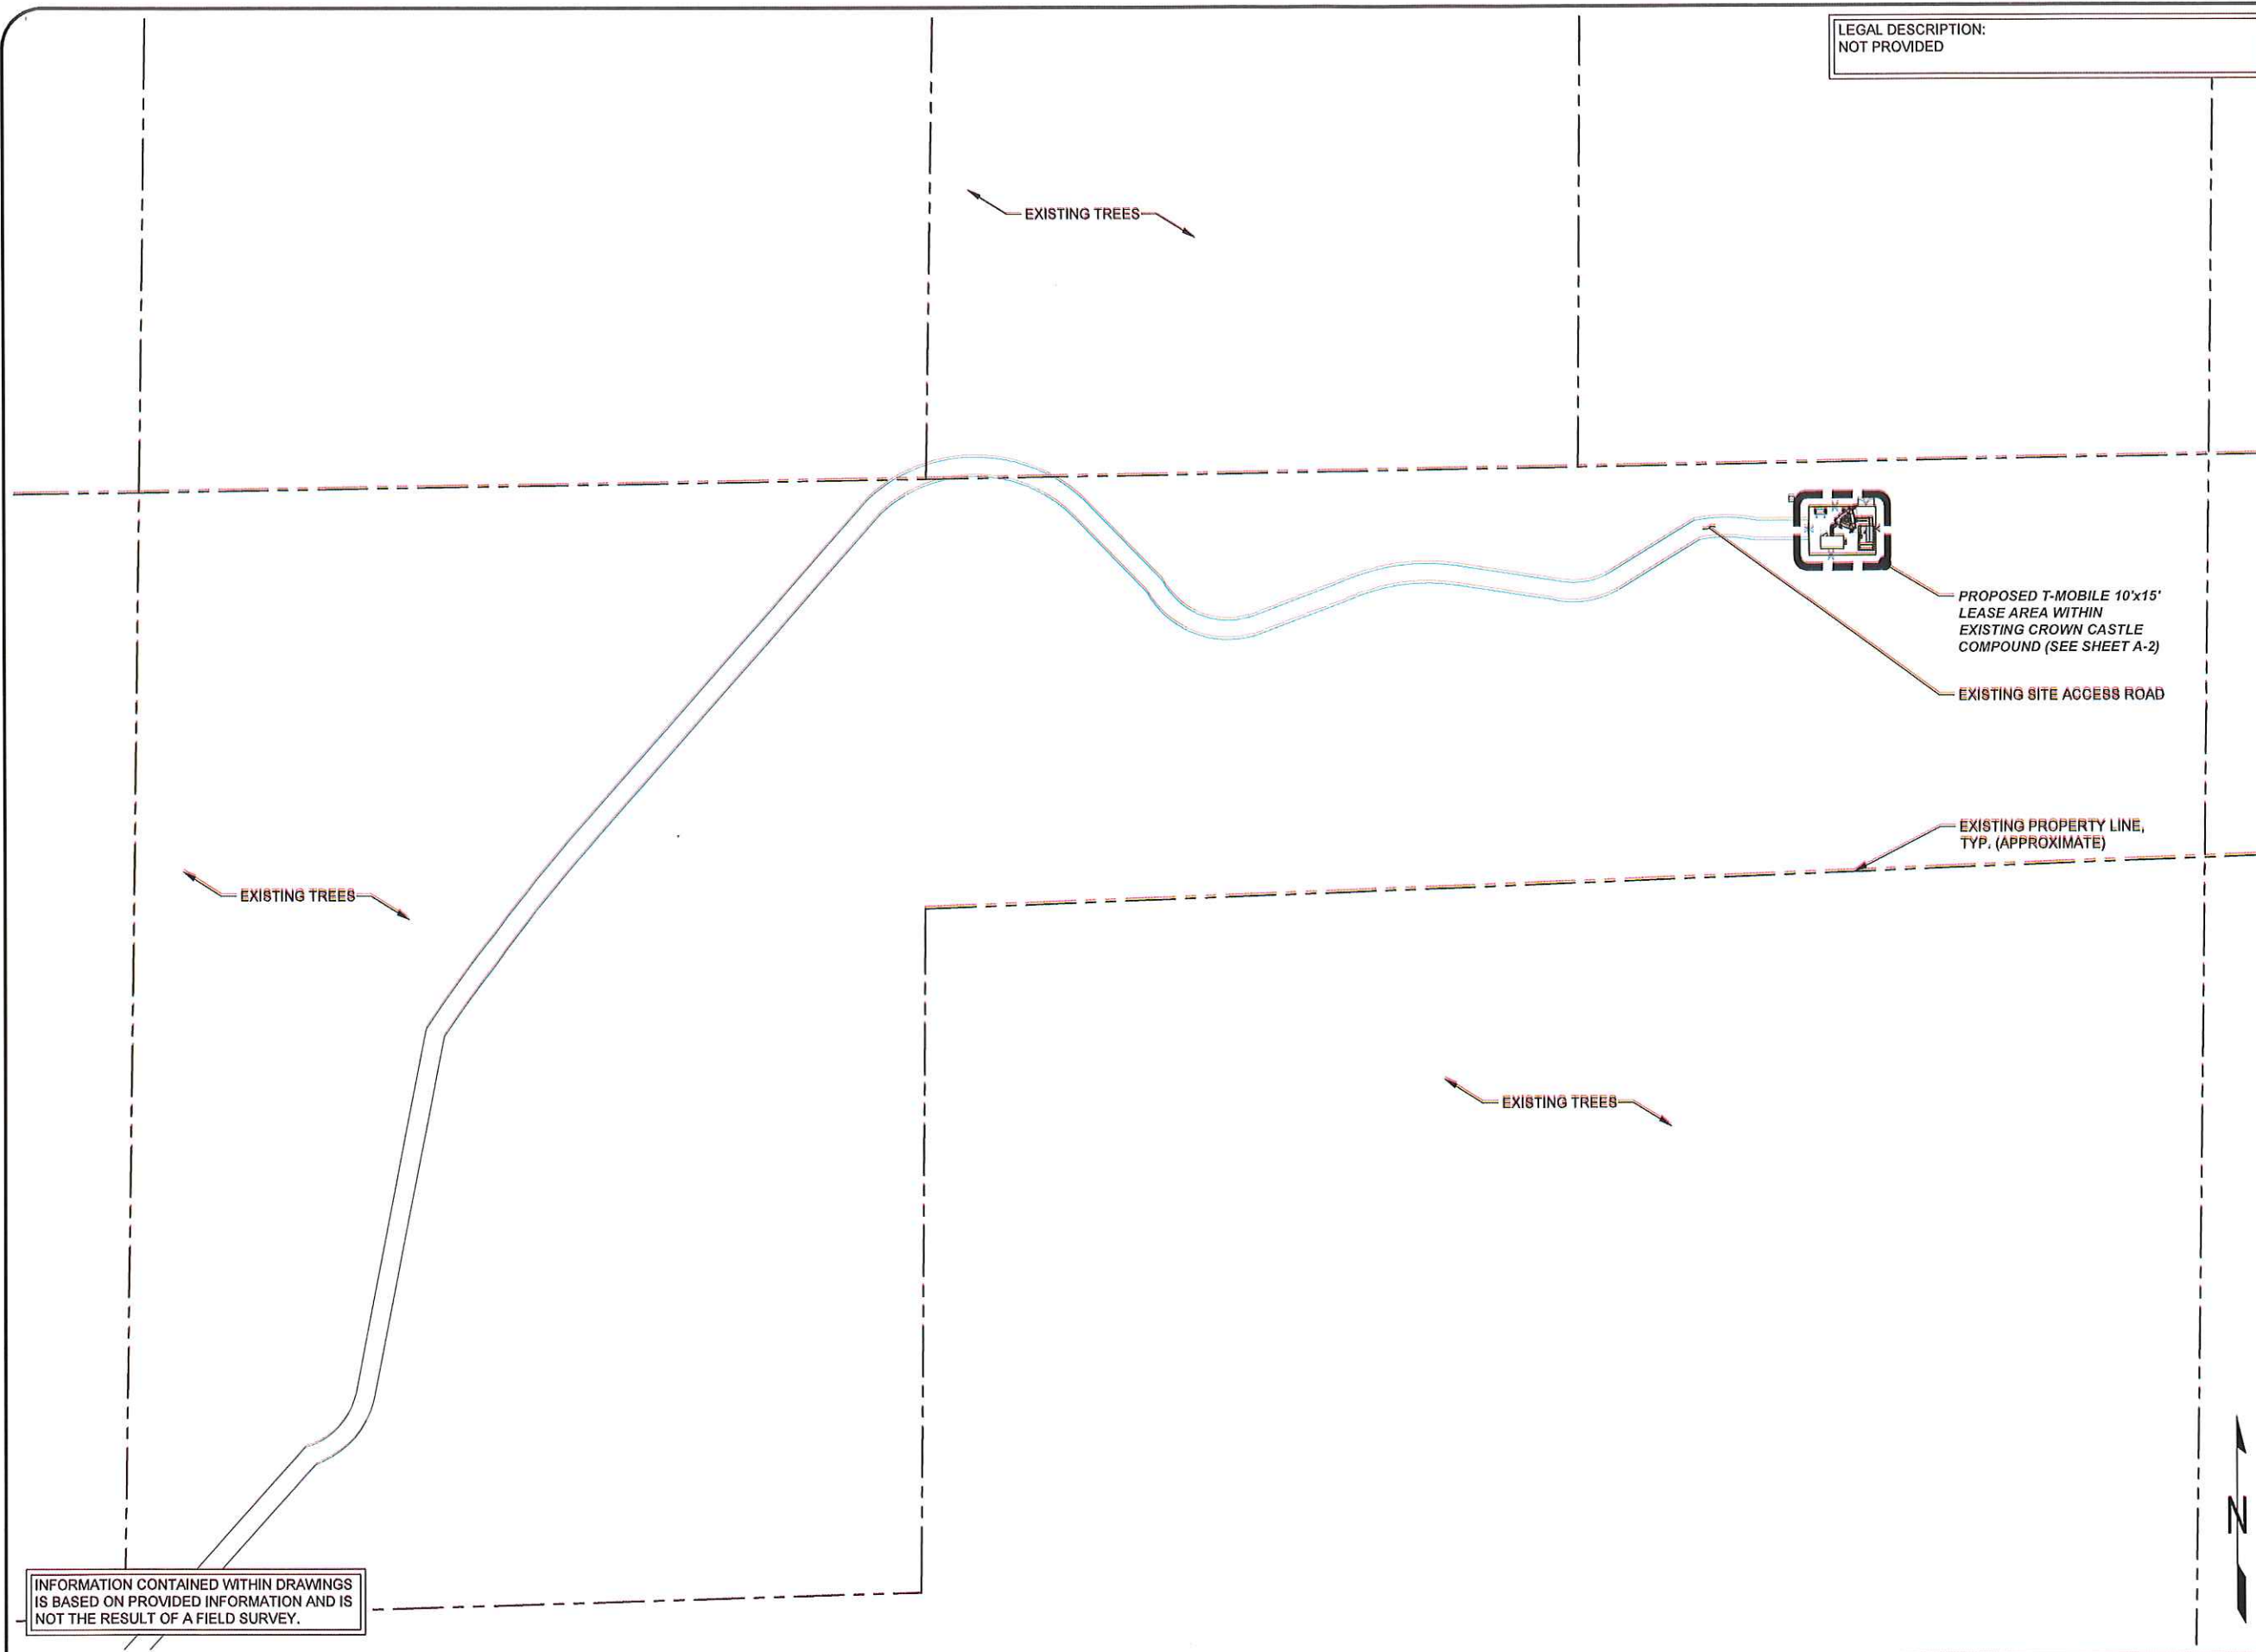 LEGAL DESCRIPTION:
NOT PROVIDED
EXISTING TREES
PROPOSED T-MOBILE 10'x15'
LEASE AREA WITHIN
EXISTING CROWN CASTLE
COMPOUND (SEE SHEET A-2)
EXISTING SITE ACCESS ROAD
EXISTING PROPERTY LINE,
TYP. (APPROXIMATE)
EXISTING TREES
EXISTING TREES
N
INFORMATION CONTAINED WITHIN DRAWINGS
IS BASED ON PROVIDED INFORMATION AND IS
NOT THE RESULT OF A FIELD SURVEY.